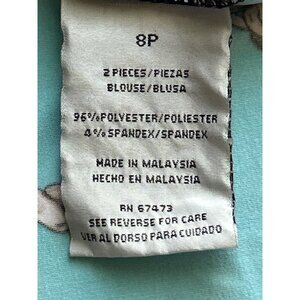 8P
2 PIECES/PIEZAS
BLOUSE/BLUSA
96%POLYESTER/POLIESTER
4%SPANDEX/SPANDEX
MADE IN MALAYSIA
HECHO EN MALAYSIA
RN 67473
SEE REVERSE FOR CARE
VER AL DORSO PARA CUIDADO